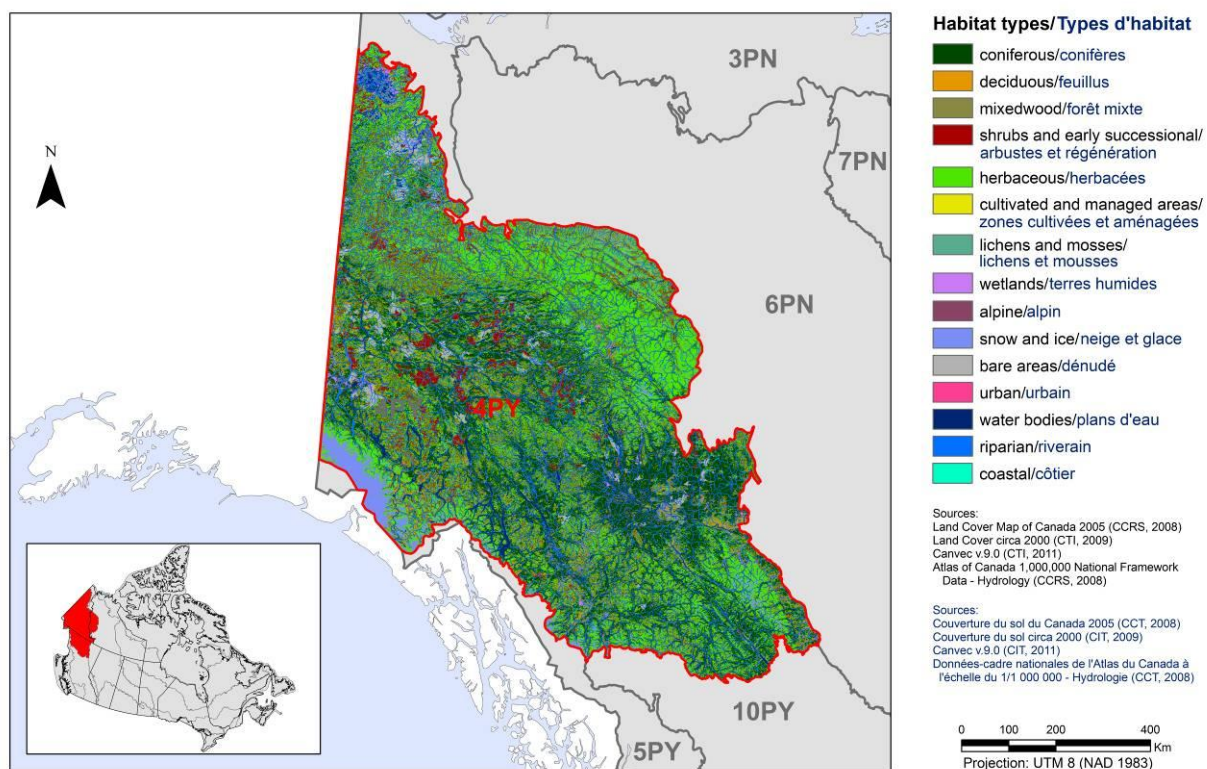 3PN
7PN
N
6PN
4PY
10PY
5PY
Habitat types/Types d'habitat
coniferous/conifères
deciduous/feuillus
mixedwood/forêt mixte
shrubs and early successional/
arbustes et régénération
herbaceous/herbacées
cultivated and managed areas/
zones cultivées et aménagées
lichens and mosses/
lichens et mousses
wetlands/terres humides
alpine/alpin
snow and ice/neige et glace
bare areas/dénudé
urban/urbain
water bodies/plans d'eau
riparian/riverain
coastal/côtier
Sources:
Land Cover Map of Canada 2005 (CCRS, 2008)
Land Cover circa 2000 (CTI, 2009)
Canvec v.9.0 (CTI, 2011)
Atlas of Canada 1,000,000 National Framework
Data - Hydrology (CCRS, 2008)
Sources:
Couverture du sol du Canada 2005 (CCT, 2008)
Couverture du sol circa 2000 (CIT, 2009)
Canvec v.9.0 (CIT, 2011)
Données-cadre nationales de l'Atlas du Canada à
l'échelle du 1/1 000 000 - Hydrologie (CCT, 2008)
0 100 200 400
Km
Projection: UTM 8 (NAD 1983)